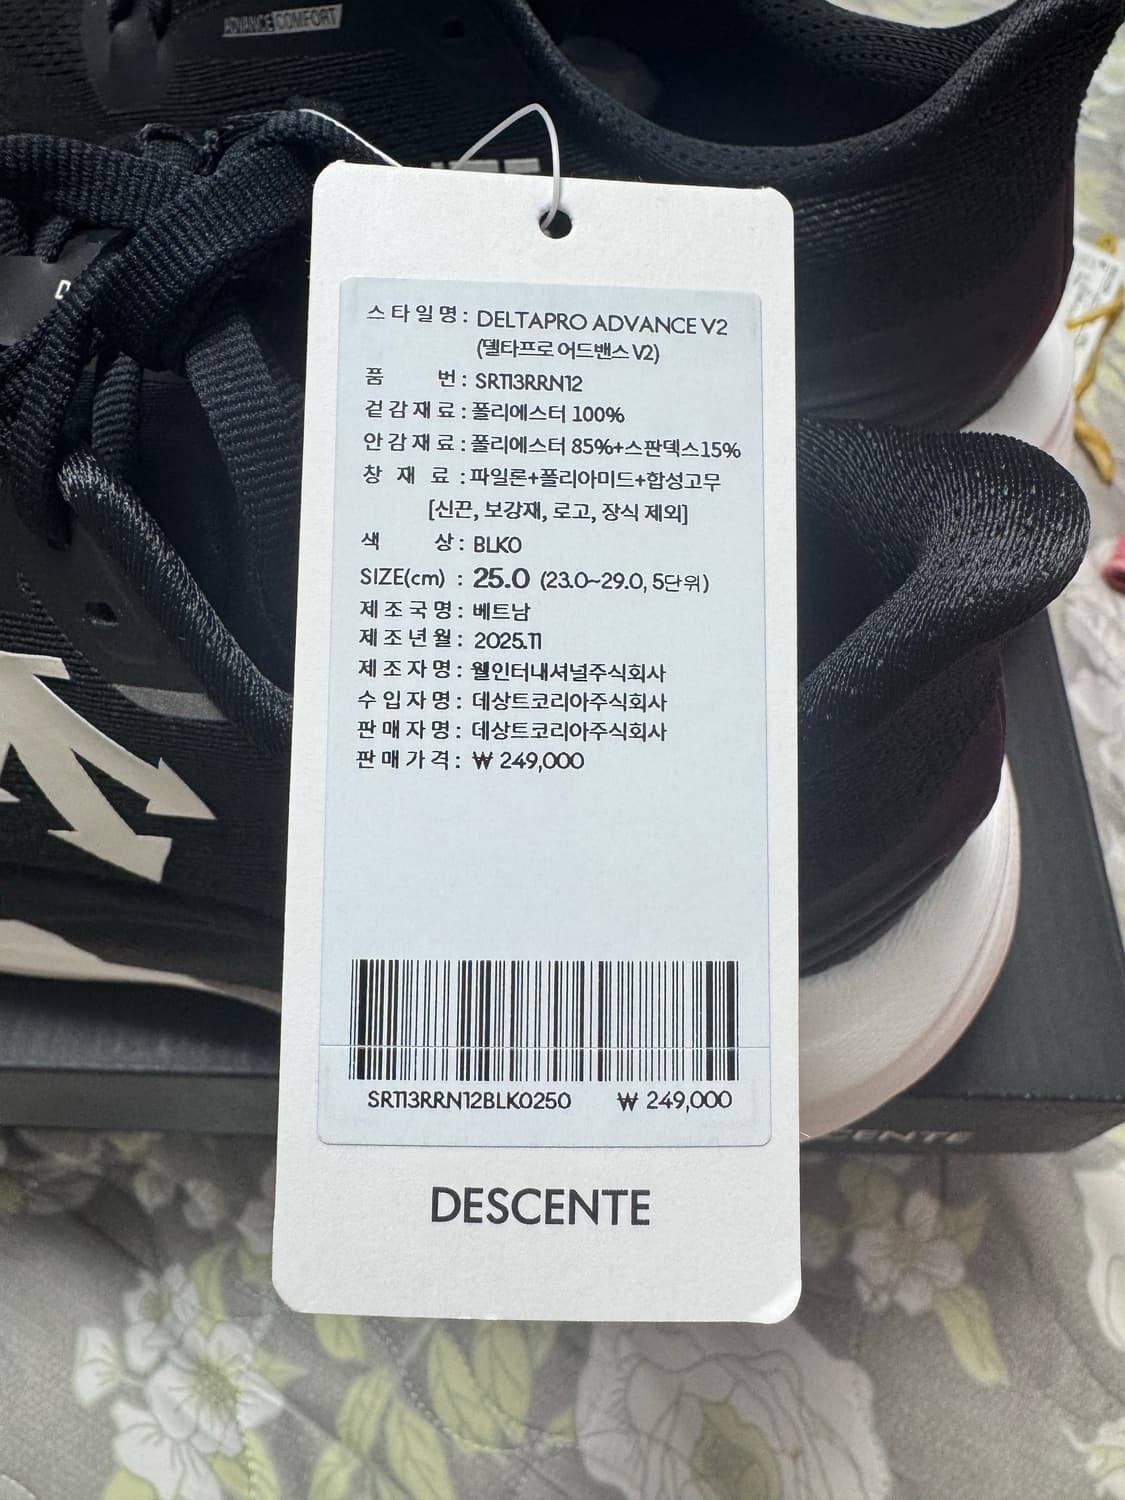 ADVANCE COMFORT
스타일명: DELTAPRO ADVANCE V2
(델타프로 어드밴스 V2)
품 번: SR113RRN12
겉감재료: 폴리에스터 100%
안감재료: 폴리에스터 85%+스판덱스15%
창 재 료: 파일론+폴리아미드+합성고무
[신끈, 보강재, 로고, 장식 제외]
색 상: BLK0
SIZE(cm) : 25.0 (23.0~29.0, 5단위)
제조국명: 베트남
제조년월: 2025.11
제조자명: 웰인터내셔널주식회사
수입자명: 데상트코리아주식회사
판매자명: 데상트코리아주식회사
판매가격: ₩ 249,000
SR113RRN12BLK0250 ₩ 249,000
DESCENTE